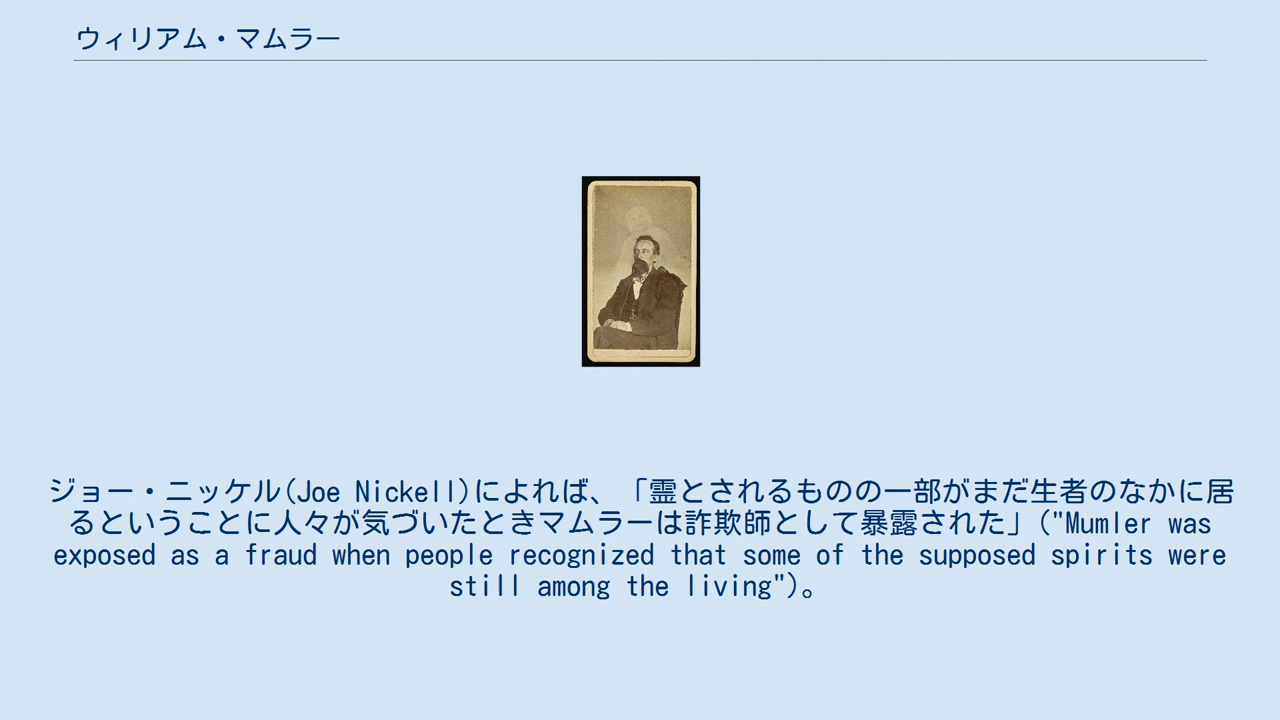 ウィリアム・マムラー
ジョー・ニッケル(Joe Nickell)によれば、「霊とされるものの一部がまだ生者のなかに居
るということに人々が気づいたときマムラーは詐欺師として暴露された」("Mumler was
exposed as a fraud when people recognized that some of the supposed spirits were
still among the living")。